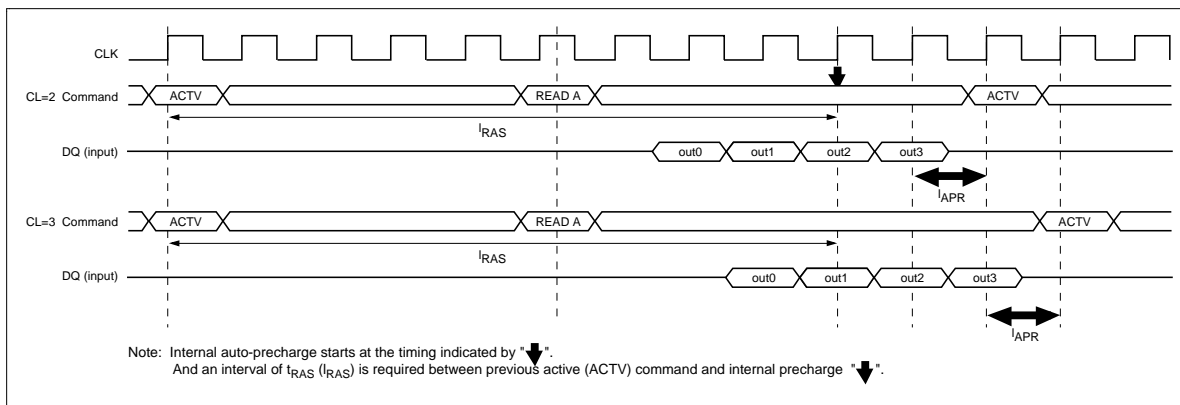 CLK
CL=2 Command
ACTV
READ A
ACTV
lRAS
DQ (input)
out0
out1
out2
out3
lAPR
CL=3 Command
ACTV
READ A
ACTV
lRAS
DQ (input)
out0
out1
out2
out3
lAPR
Note: Internal auto-precharge starts at the timing indicated by " ".
And an interval of tRAS (lRAS) is required between previous active (ACTV) command and internal precharge " ".